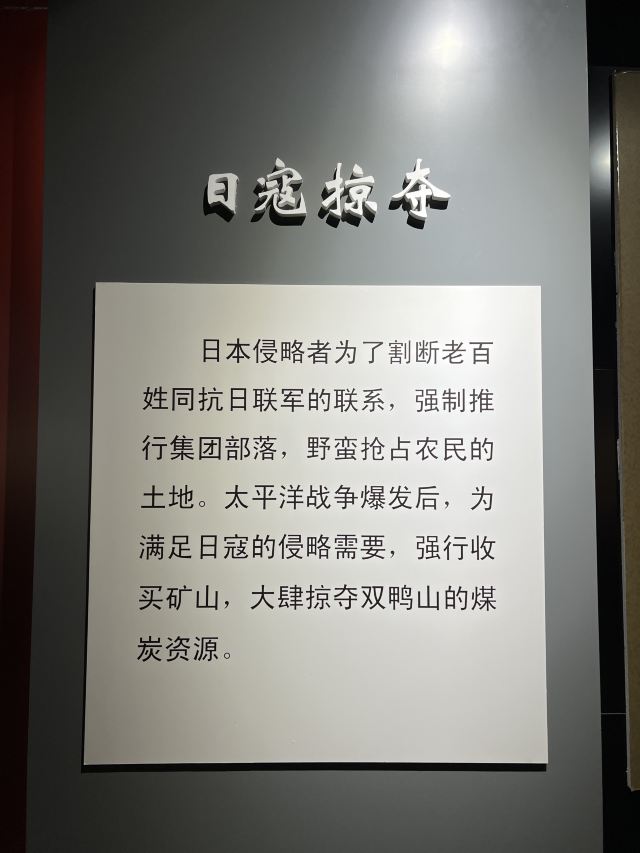 日寇掠夺
日本侵略者为了割断老百
姓同抗日联军的联系，强制推
行集团部落，野蛮抢占农民的
土地。太平洋战争爆发后，为
满足日寇的侵略需要，强行收
买矿山，大肆掠夺双鸭山的煤
炭资源。